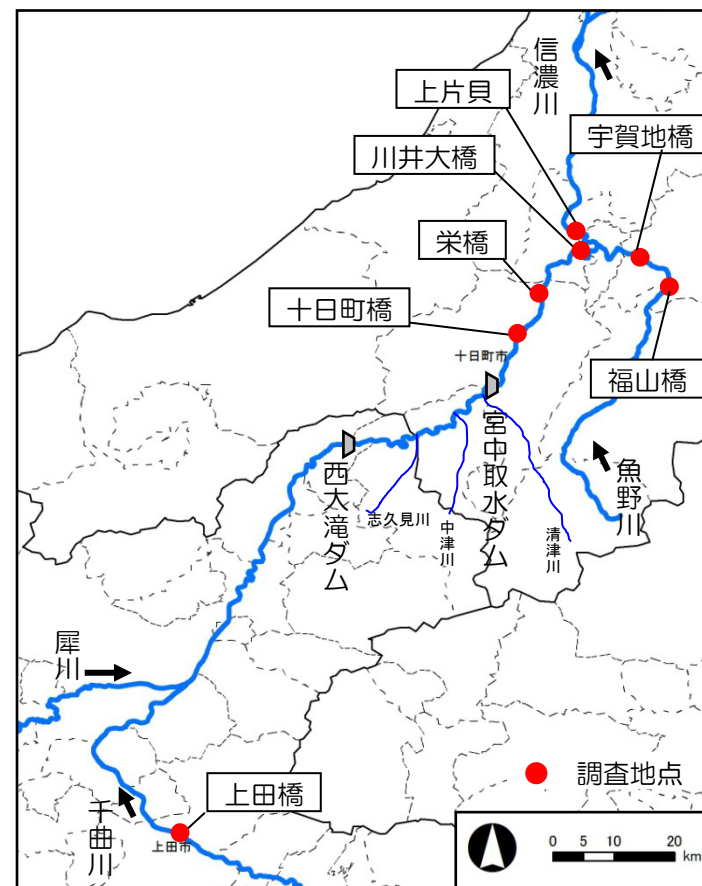 信濃川
上片貝
宇賀地橋
川井大橋
栄橋
十日町橋
十日町市
福山橋
宮中取水ダム
西大滝ダム
魚野川
志久見川
中津川
清津川
犀川
調査地点
上田橋
千曲川
上田市
0 5 10 20
km